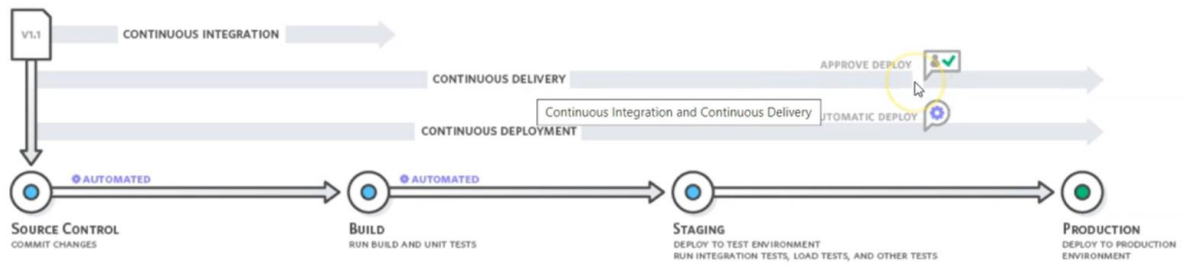 V1.1
CONTINUOUS INTEGRATION
APPROVE DEPLOY
CONTINUOUS DELIVERY
Continuous Integration and Continuous Delivery
UTOMATIC DEPLOY
CONTINUOUS DEPLOYMENT
AUTOMATED
AUTOMATED
SOURCE CONTROL
COMMIT CHANGES
BUILD
RUN BUILD AND UNIT TESTS
STAGING
DEPLOY TO TEST ENVIRONMENT
RUN INTEGRATION TESTS, LOAD TESTS, AND OTHER TESTS
PRODUCTION
DEPLOY TO PRODUCTION
ENVIRONMENT